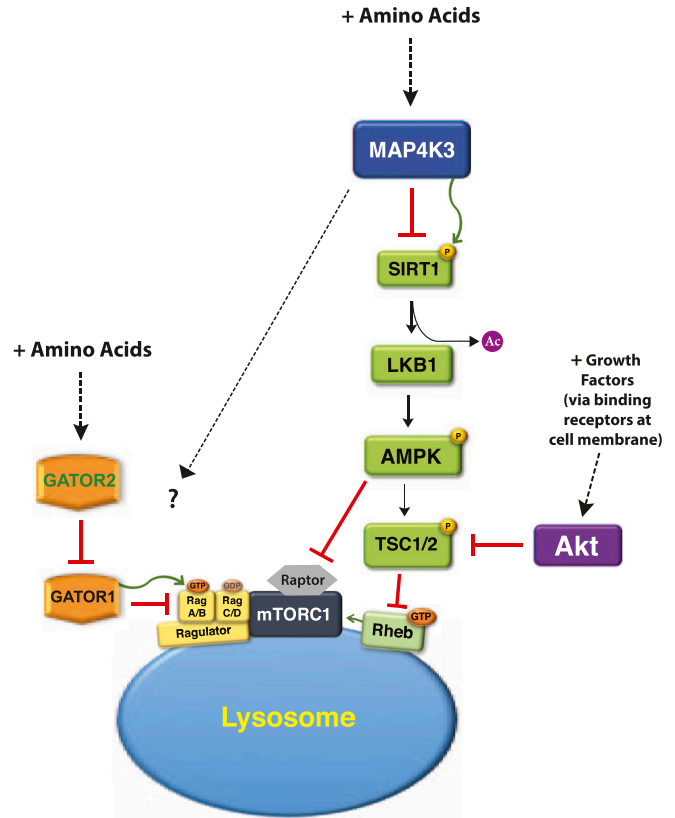 + Amino Acids
MAP4K3
P
SIRT1
Ac
LKB1
+ Amino Acids
+ Growth
Factors
(via binding
receptors at
cell membrane)
P
AMPK
GATOR2
?
P
TSC1/2
Akt
Raptor
GATOR1
GTP
GDP
Rag
A/B
Rag
C/D
mTORC1
GTP
Rheb
Ragulator
Lysosome